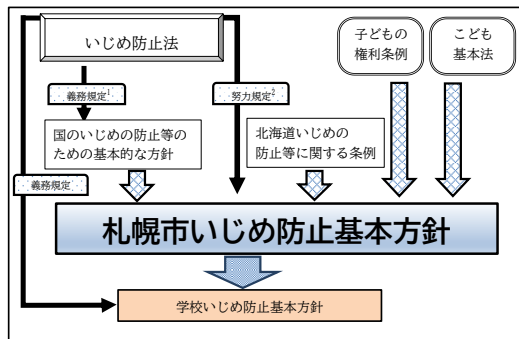 いじめ防止法
子どもの
権利条例
こども
基本法
義務規定1
努力規定2
国のいじめの防止等の
ための基本的な方針
北海道いじめの
防止等に関する条例
義務規定
札幌市いじめ防止基本方針
学校いじめ防止基本方針